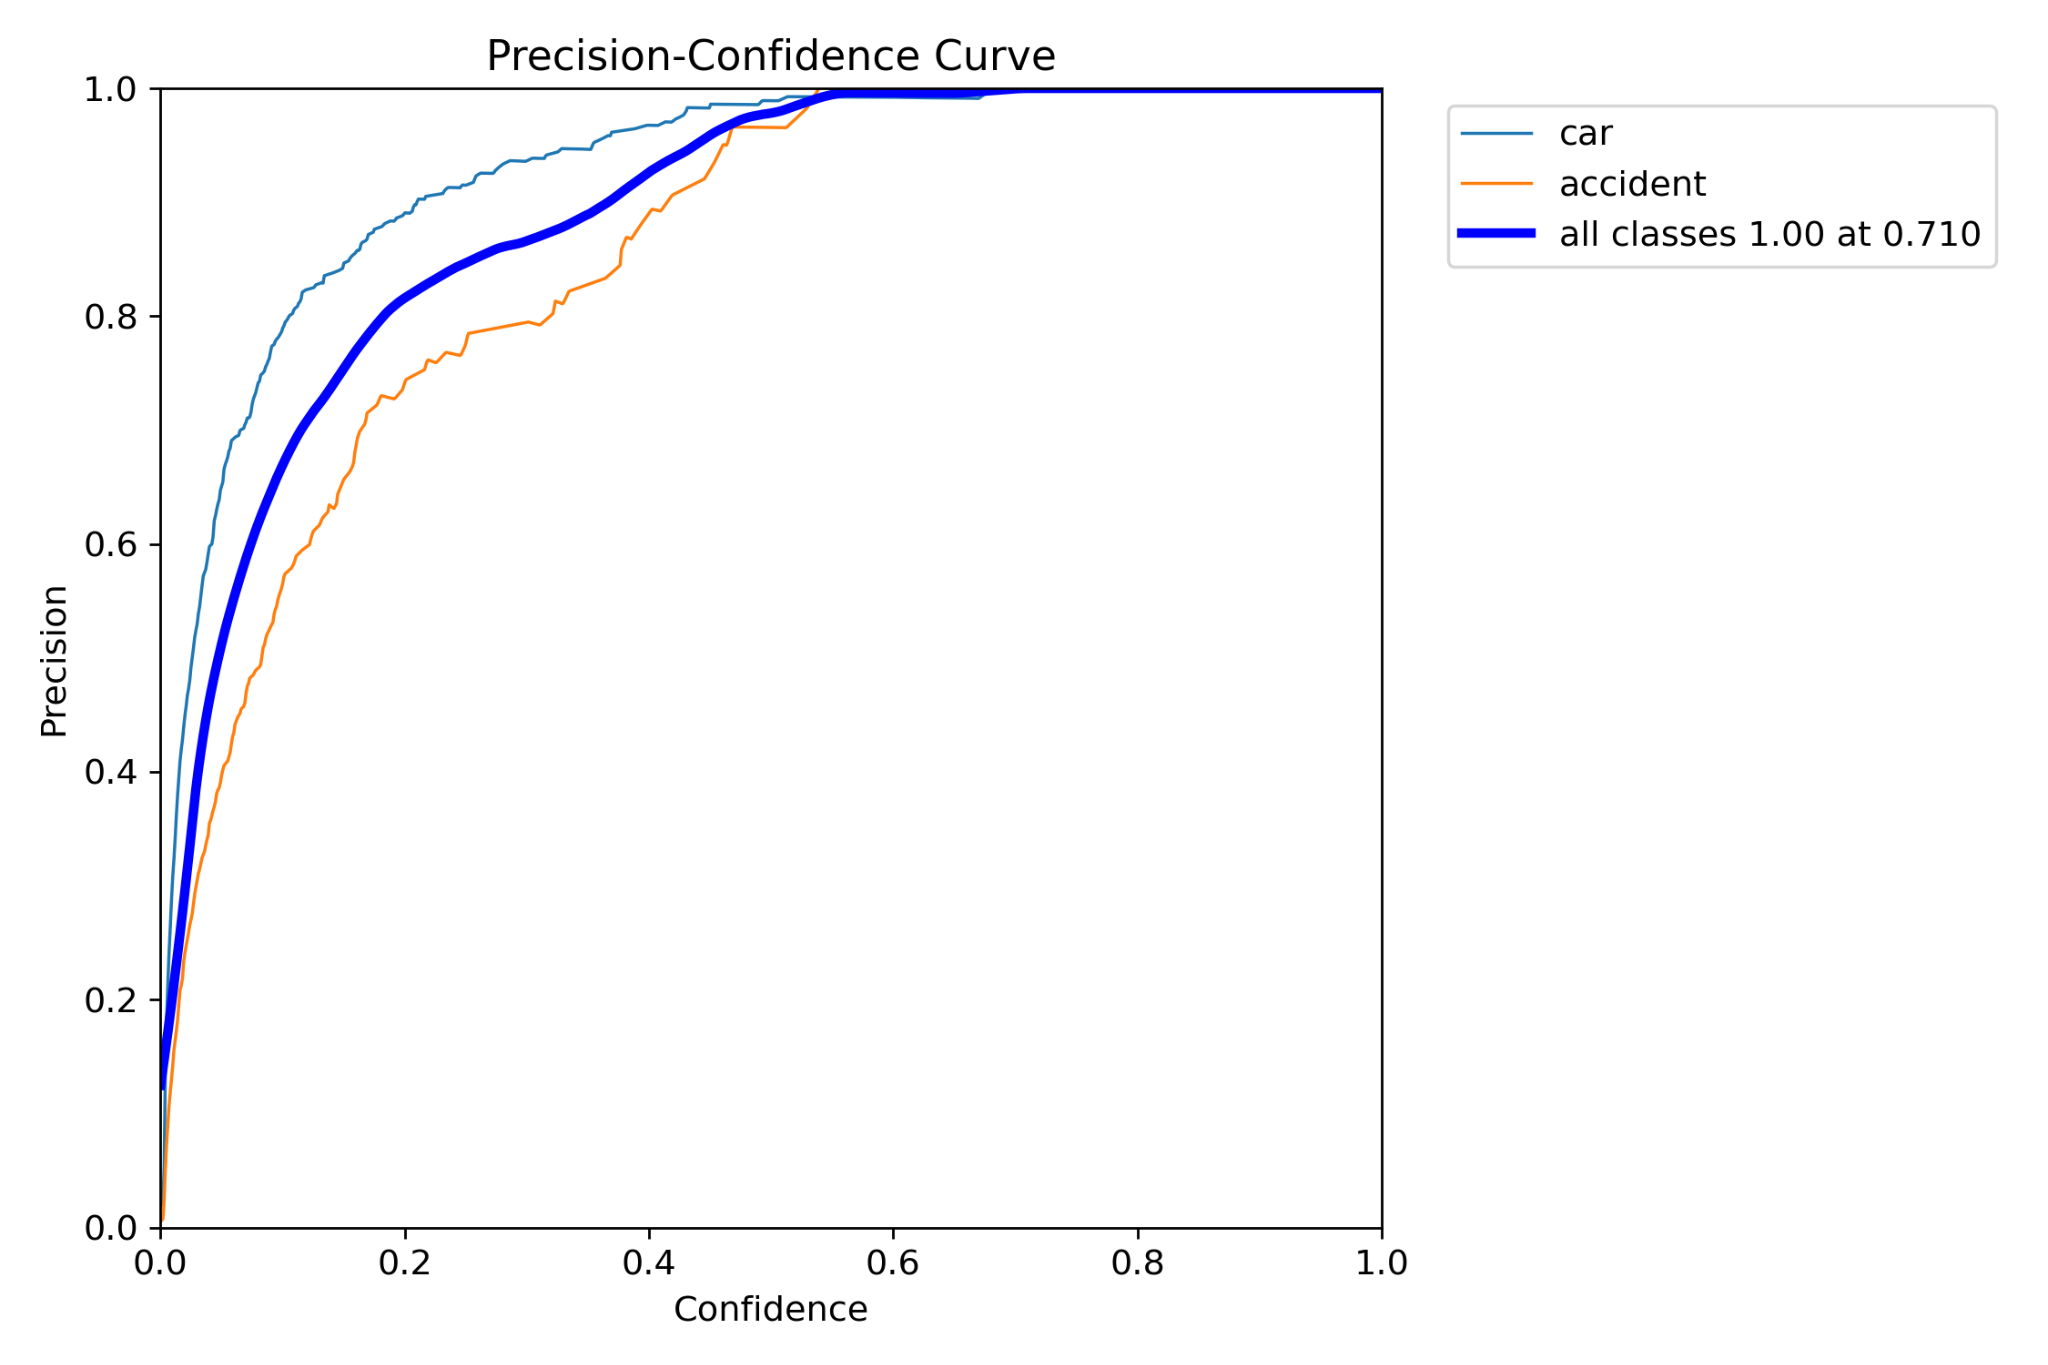 Precision-Confidence Curve
1.0
0.8
0.6
0.4
0.2
0.0
Precision
0.0 0.2 0.4 0.6 0.8 1.0
Confidence
car
accident
all classes 1.00 at 0.710